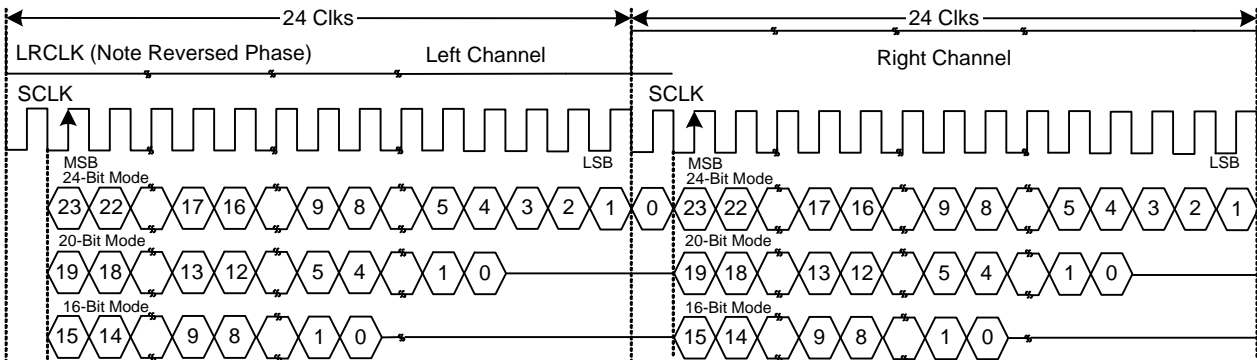 24 Clks 24 Clks
LRCLK (Note Reversed Phase) Left Channel Right Channel
SCLK SCLK
MSB LSB MSB LSB
24-Bit Mode 24-Bit Mode
23 22 17 16 9 8 5 4 3 2 1 0 23 22 17 16 9 8 5 4 3 2 1
20-Bit Mode 20-Bit Mode
19 18 13 12 5 4 1 0 19 18 13 12 5 4 1 0
16-Bit Mode 16-Bit Mode
15 14 9 8 1 0 15 14 9 8 1 0